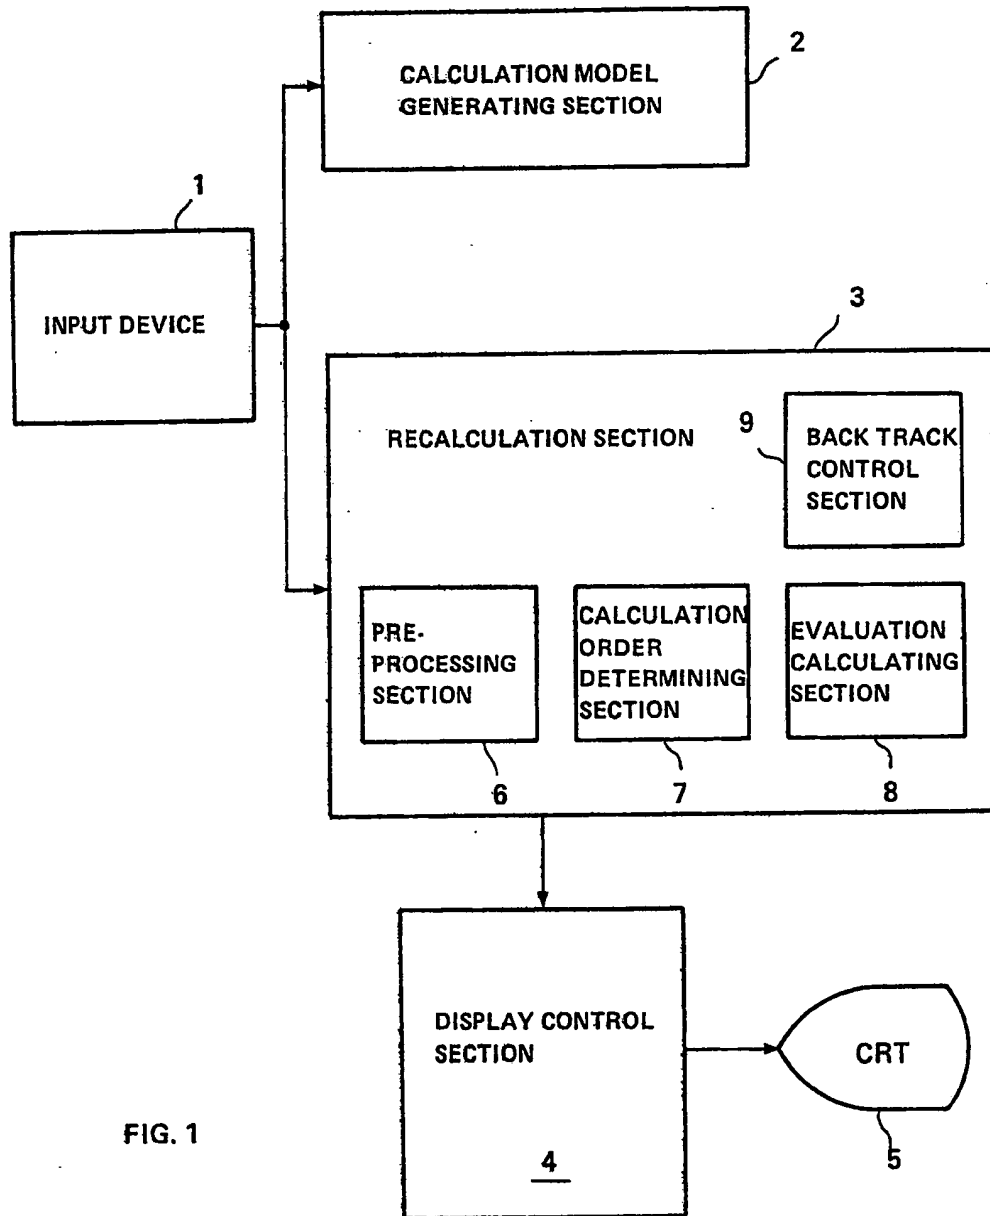 2
CALCULATION MODEL
GENERATING SECTION
1
INPUT DEVICE
3
RECALCULATION SECTION
9
BACK TRACK
CONTROL
SECTION
PRE-
PROCESSING
SECTION
6
CALCULATION
ORDER
DETERMINING
SECTION
7
EVALUATION
CALCULATING
SECTION
8
DISPLAY CONTROL
SECTION
4
CRT
5
FIG. 1